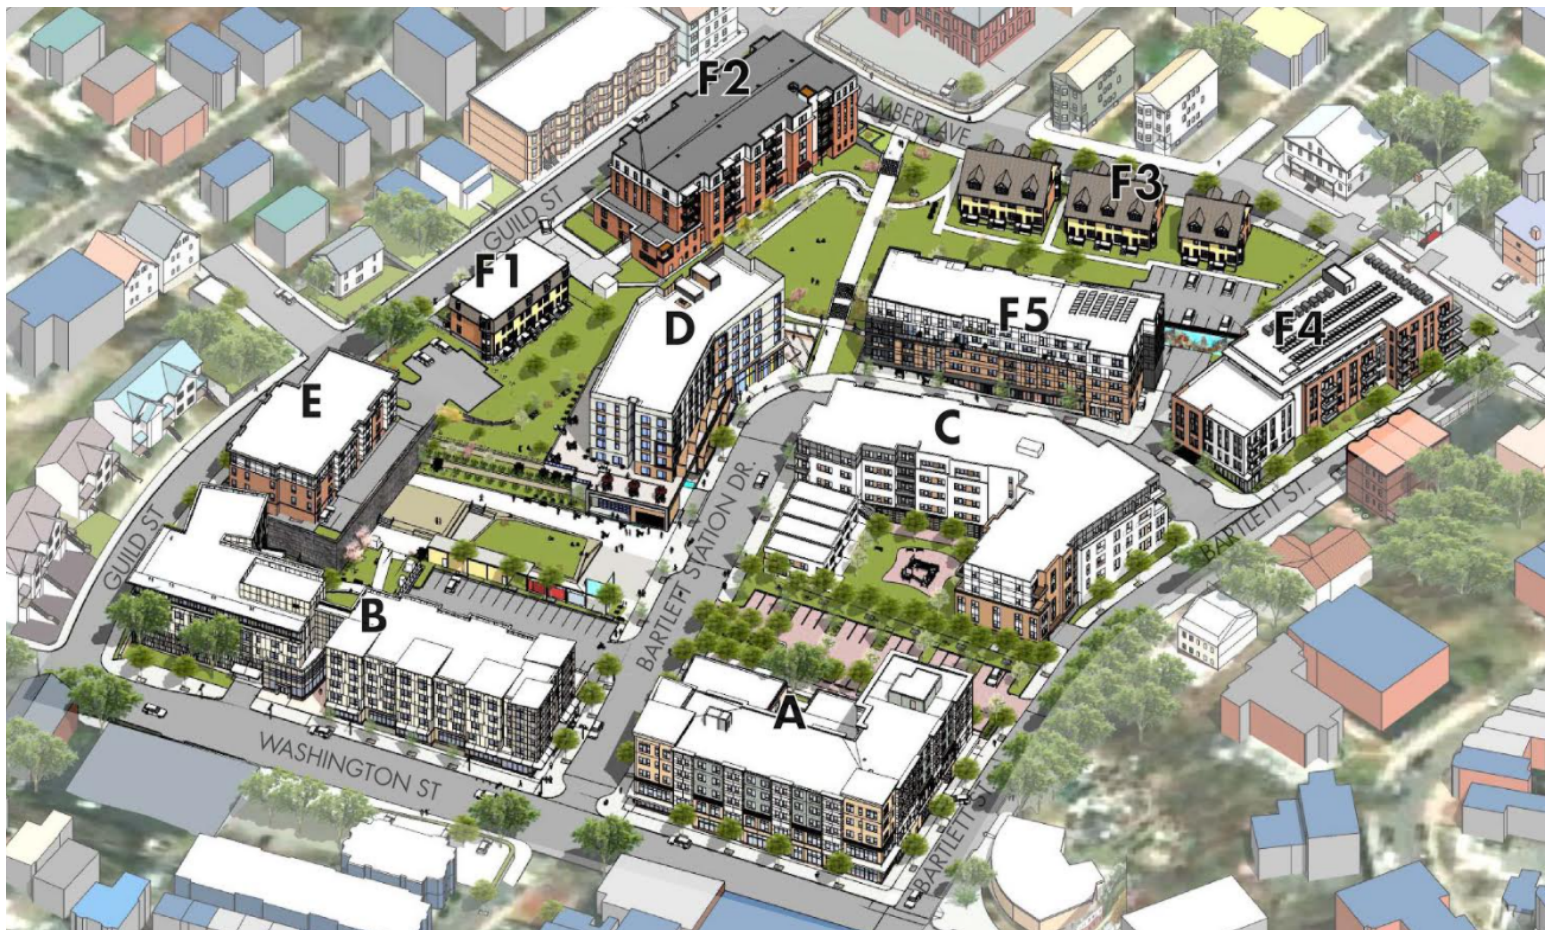 F2
AMBERT AVE
F3
GUILD ST
F1
D
F5
F4
E
C
BARTLETT STATION DR.
BARTLETT ST.
GUILD ST
B
A
WASHINGTON ST
BARTLETT ST